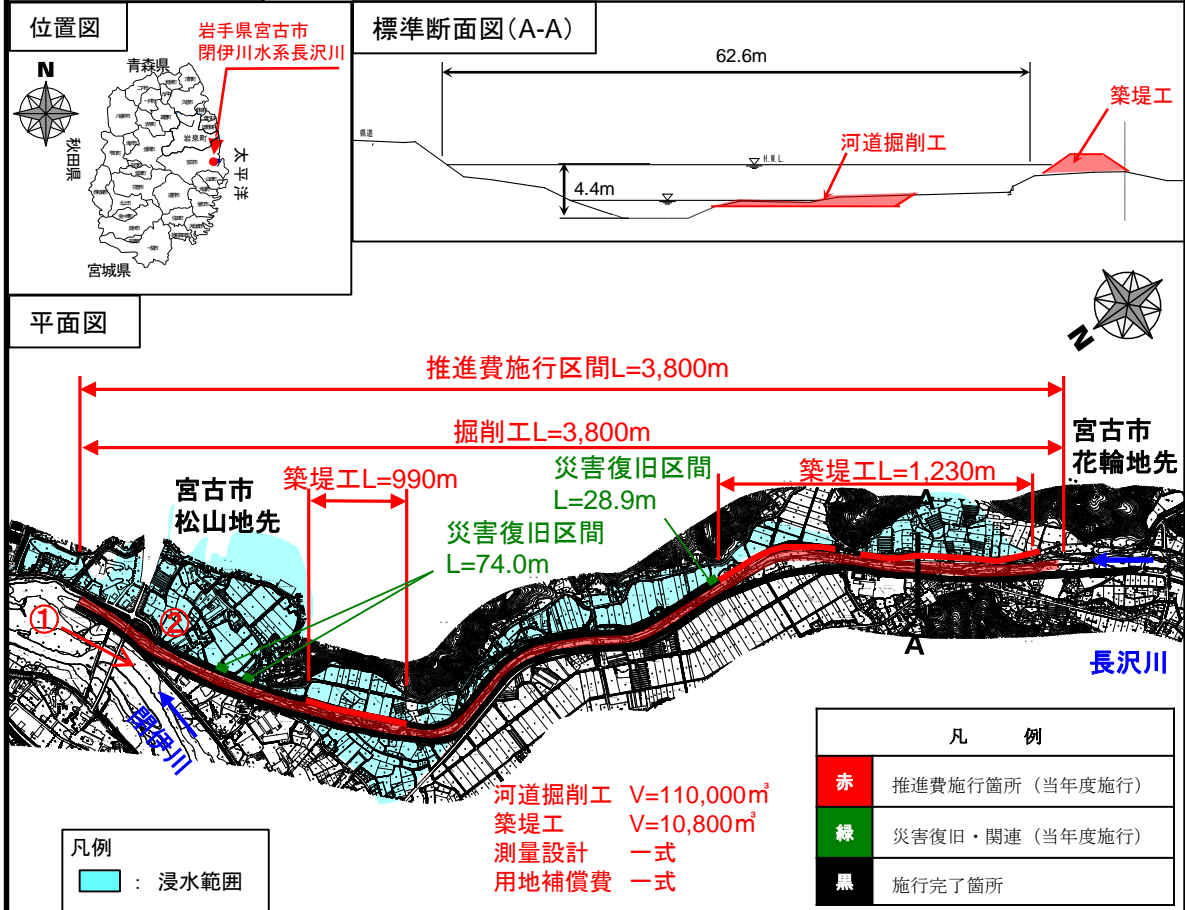 位置図
岩手県宮古市
閉伊川水系長沢川
青森県
N
秋田県
岩泉町
太平洋
宮城県
標準断面図(A-A)
62.6m
築堤工
県道
H.W.L.
河道掘削工
4.4m
平面図
N
推進費施行区間L=3,800m
掘削工L=3,800m
宮古市
花輪地先
災害復旧区間
L=28.9m
築堤工L=1,230m
築堤工L=990m
宮古市
松山地先
災害復旧区間
L=74.0m
A
①
②
A
長沢川
閉伊川
河道掘削工 V=110,000㎥
築堤工 V=10,800㎥
測量設計 一式
用地補償費 一式
凡例
: 浸水範囲
凡 例
赤 推進費施行箇所（当年度施行）
緑 災害復旧・関連（当年度施行）
黒 施行完了箇所